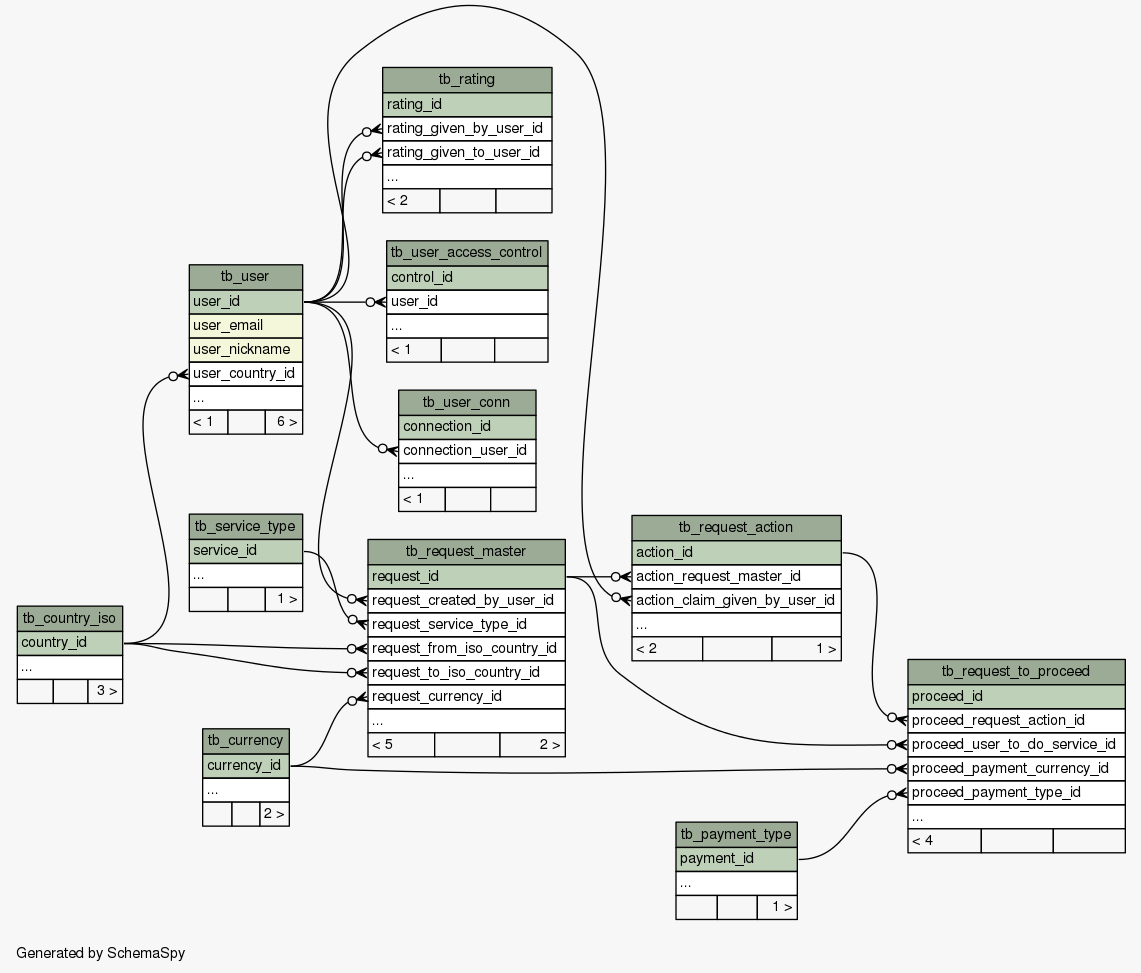 tb_rating
rating_id
rating_given_by_user_id
rating_given_to_user_id
...
< 2
tb_user_access_control
control_id
user_id
...
< 1
tb_user
user_id
user_email
user_nickname
user_country_id
...
< 1 6 >
tb_user_conn
connection_id
connection_user_id
...
< 1
tb_service_type
service_id
...
1 >
tb_request_master
request_id
request_created_by_user_id
request_service_type_id
request_from_iso_country_id
request_to_iso_country_id
request_currency_id
...
< 5 2 >
tb_request_action
action_id
action_request_master_id
action_claim_given_by_user_id
...
< 2 1 >
tb_country_iso
country_id
...
3 >
tb_request_to_proceed
proceed_id
proceed_request_action_id
proceed_user_to_do_service_id
proceed_payment_currency_id
proceed_payment_type_id
...
< 4
tb_currency
currency_id
...
2 >
tb_payment_type
payment_id
...
1 >
Generated by SchemaSpy